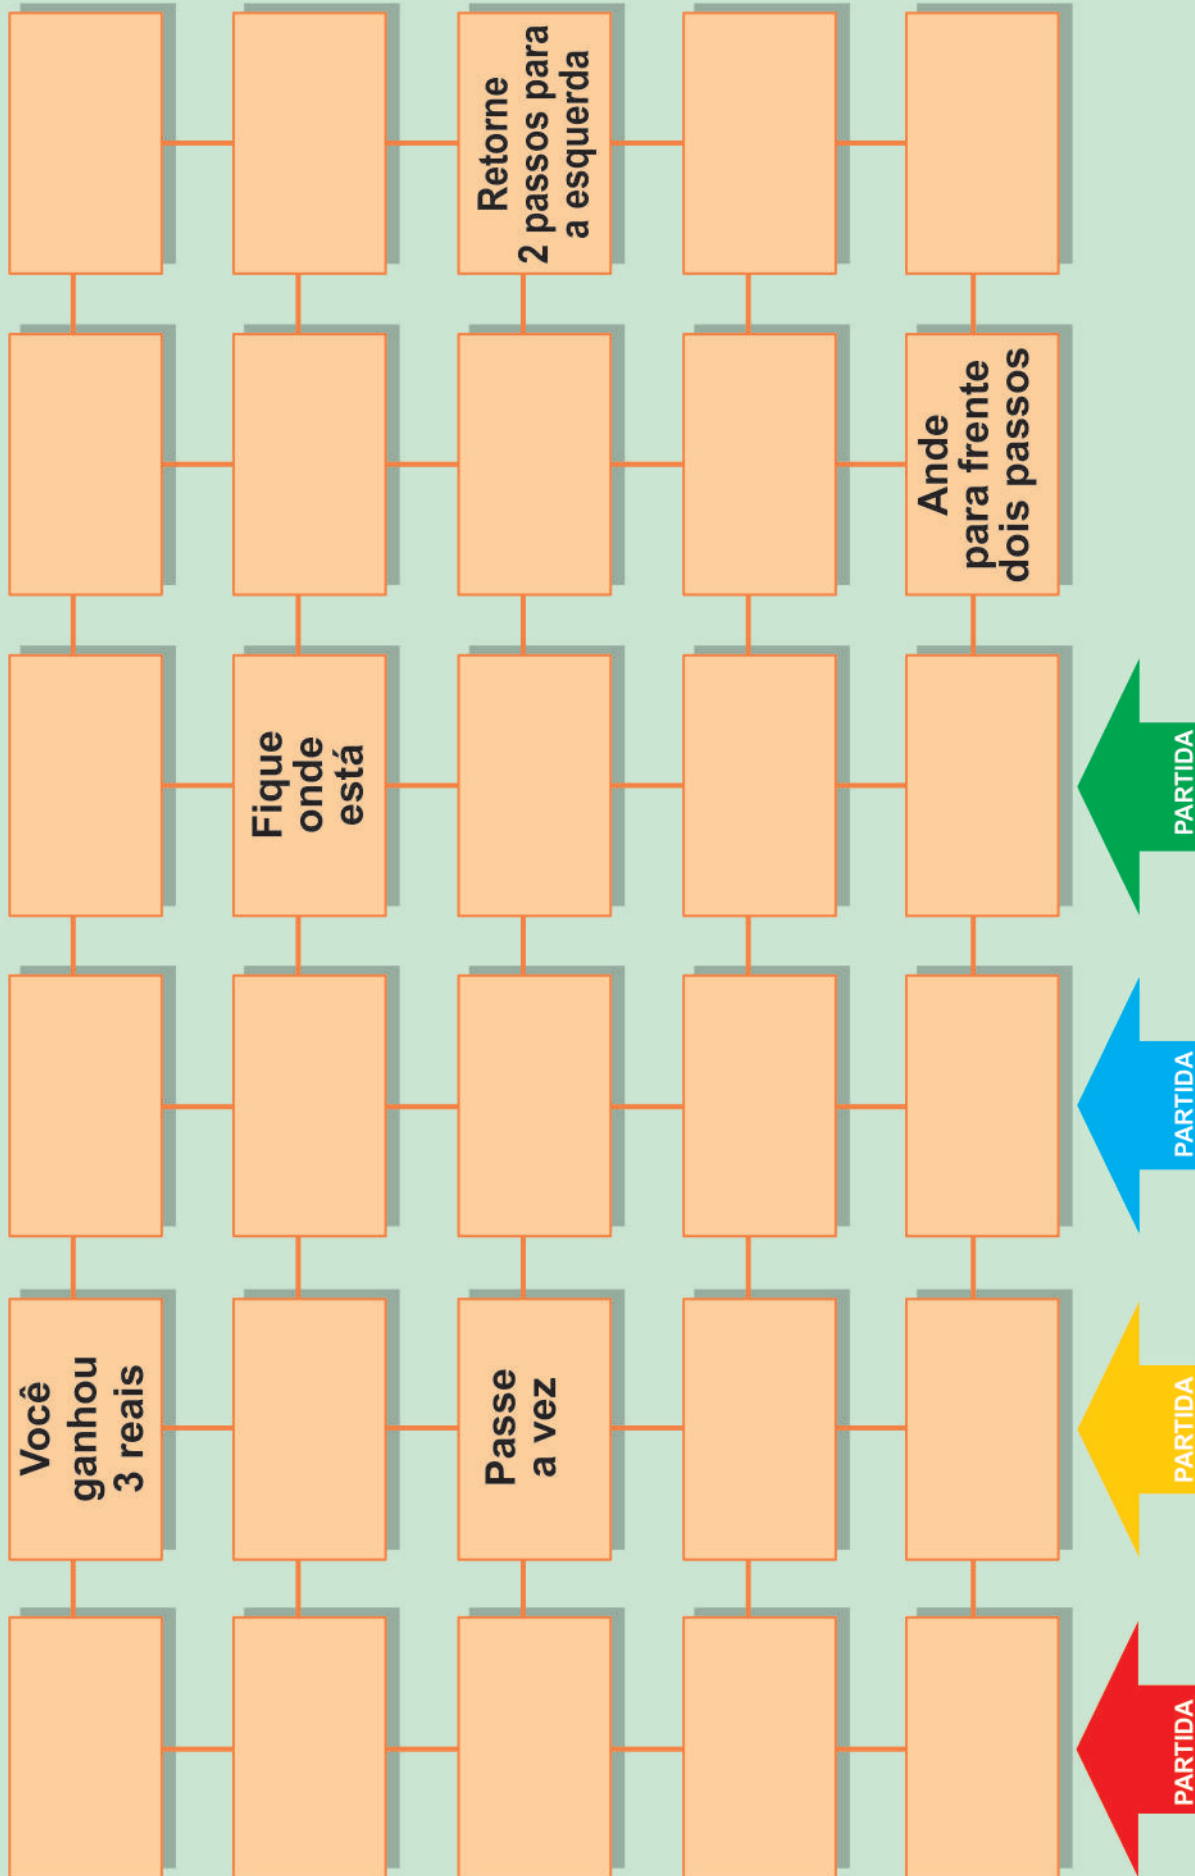 Você
ganhou
3 reais
Fique
onde
está
Passe
a vez
Retorne
2 passos para
a esquerda
Ande
para frente
dois passos
PARTIDA
PARTIDA
PARTIDA
PARTIDA